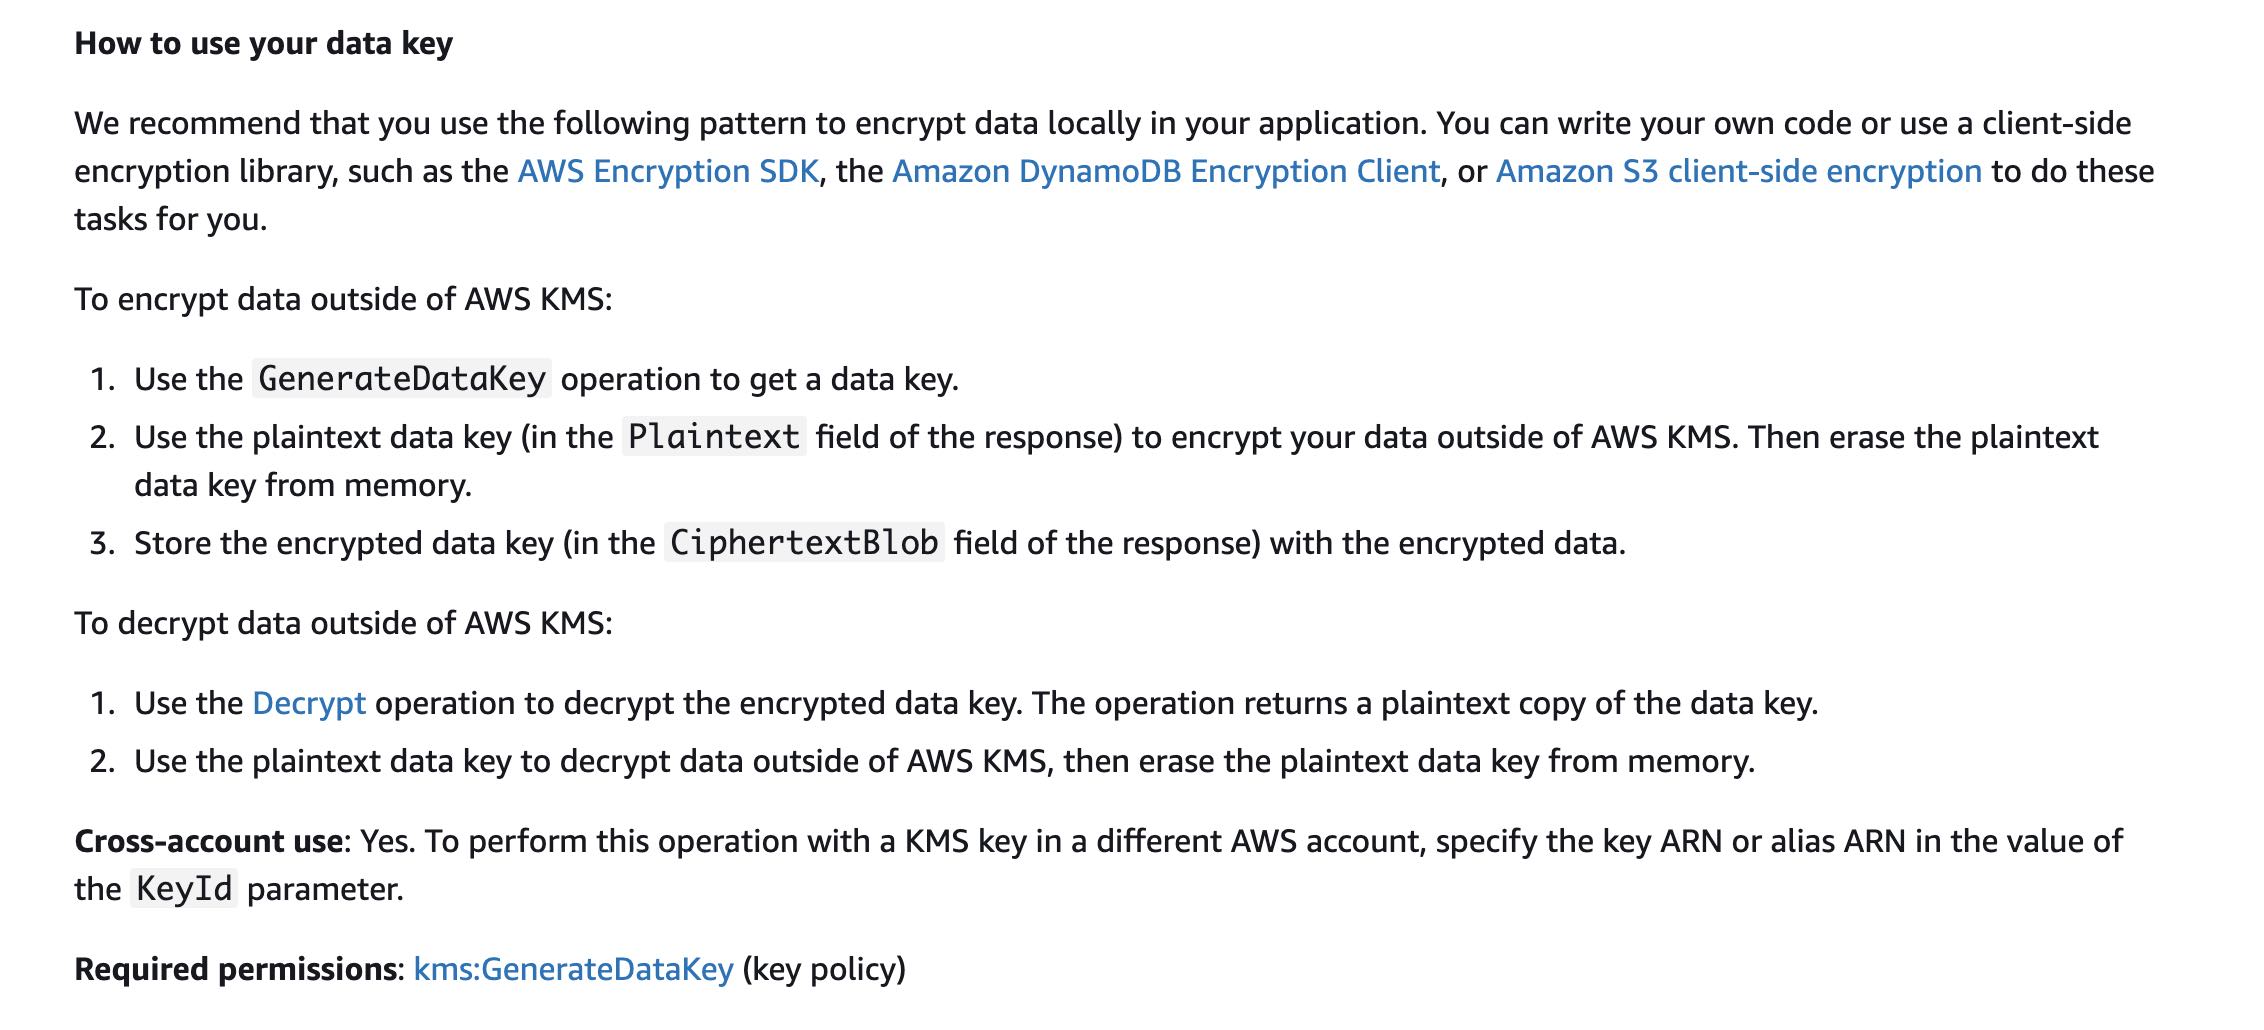 How to use your data key
We recommend that you use the following pattern to encrypt data locally in your application. You can write your own code or use a client-side
encryption library, such as the AWS Encryption SDK, the Amazon DynamoDB Encryption Client, or Amazon S3 client-side encryption to do these
tasks for you.
To encrypt data outside of AWS KMS:
1. Use the GenerateDataKey operation to get a data key.
2. Use the plaintext data key (in the Plaintext field of the response) to encrypt your data outside of AWS KMS. Then erase the plaintext
data key from memory.
3. Store the encrypted data key (in the CiphertextBlob field of the response) with the encrypted data.
To decrypt data outside of AWS KMS:
1. Use the Decrypt operation to decrypt the encrypted data key. The operation returns a plaintext copy of the data key.
2. Use the plaintext data key to decrypt data outside of AWS KMS, then erase the plaintext data key from memory.
Cross-account use: Yes. To perform this operation with a KMS key in a different AWS account, specify the key ARN or alias ARN in the value of
the KeyId parameter.
Required permissions: kms:GenerateDataKey (key policy)